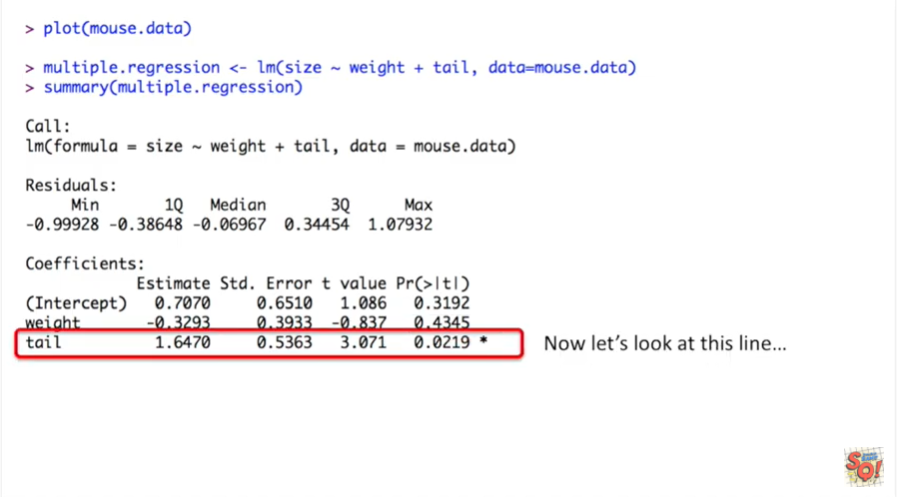 > plot(mouse.data)
> multiple.regression <- lm(size ~ weight + tail, data=mouse.data)
> summary(multiple.regression)
Call:
lm(formula = size ~ weight + tail, data = mouse.data)
Residuals:
Min 1Q Median 3Q Max
-0.99928 -0.38648 -0.06967 0.34454 1.07932
Coefficients:
Estimate Std. Error t value Pr(>|t|)
(Intercept) 0.7070 0.6510 1.086 0.3192
weight -0.3293 0.3933 -0.837 0.4345
tail 1.6470 0.5363 3.071 0.0219 *
Now let's look at this line...
SQ!